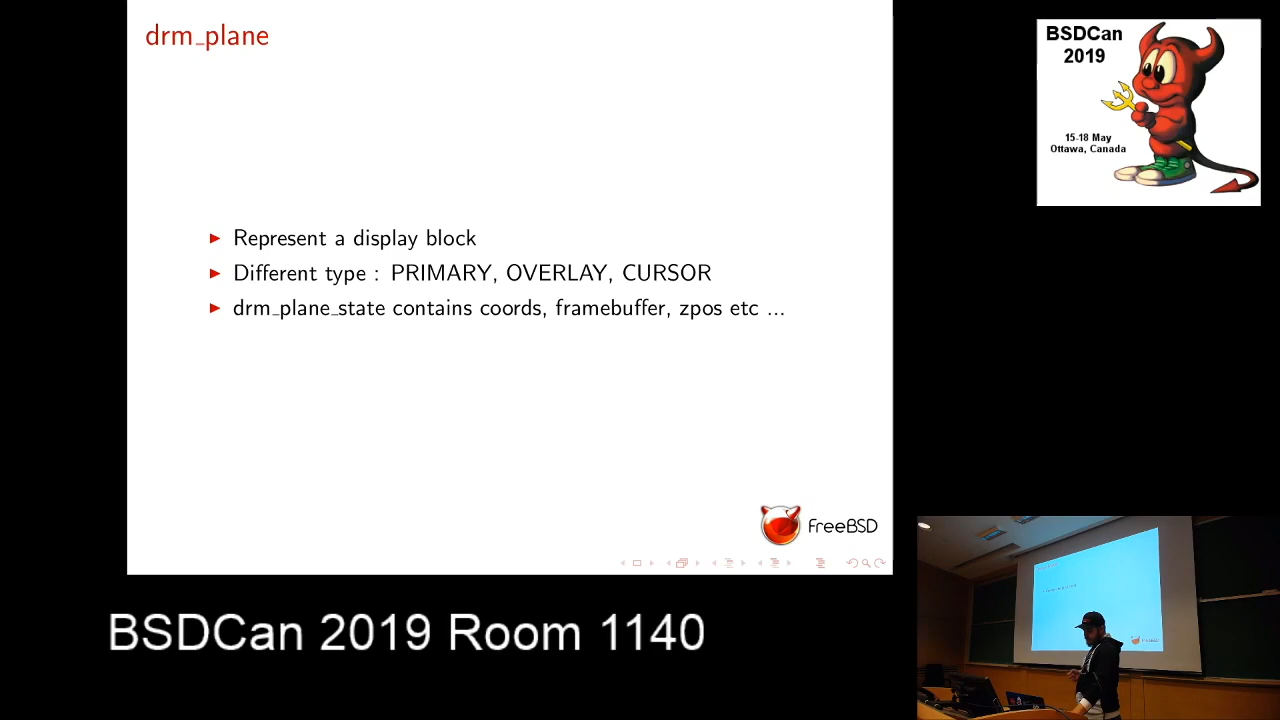 drm_plane
Represent a display block
Different type : PRIMARY, OVERLAY, CURSOR
drm_plane_state contains coords, framebuffer, zpos etc ...
FreeBSD
BSDCan
2019
15-18 May
Ottawa, Canada
BSDCan 2019 Room 1140